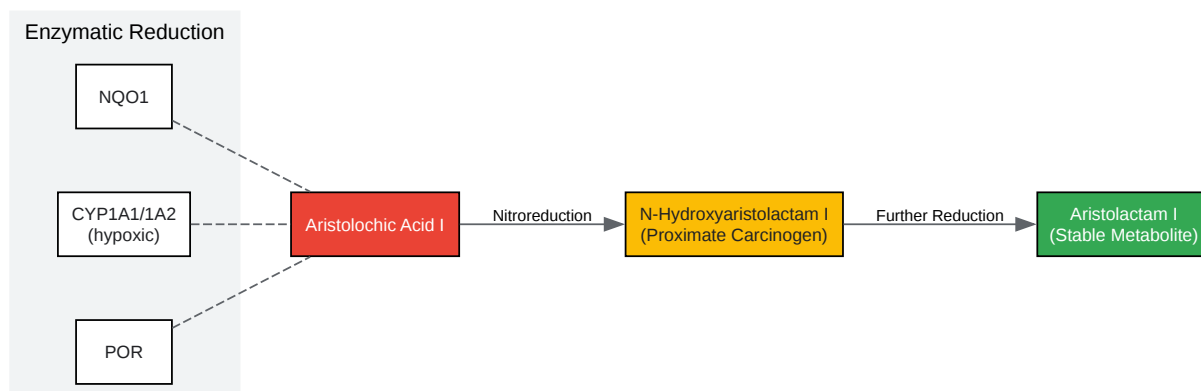 Enzymatic Reduction
NQO1
CYP1A1/1A2
(hypoxic)
POR
Aristolochic Acid I
Nitroreduction
N-Hydroxyaristolactam I
(Proximate Carcinogen)
Further Reduction
Aristolactam I
(Stable Metabolite)